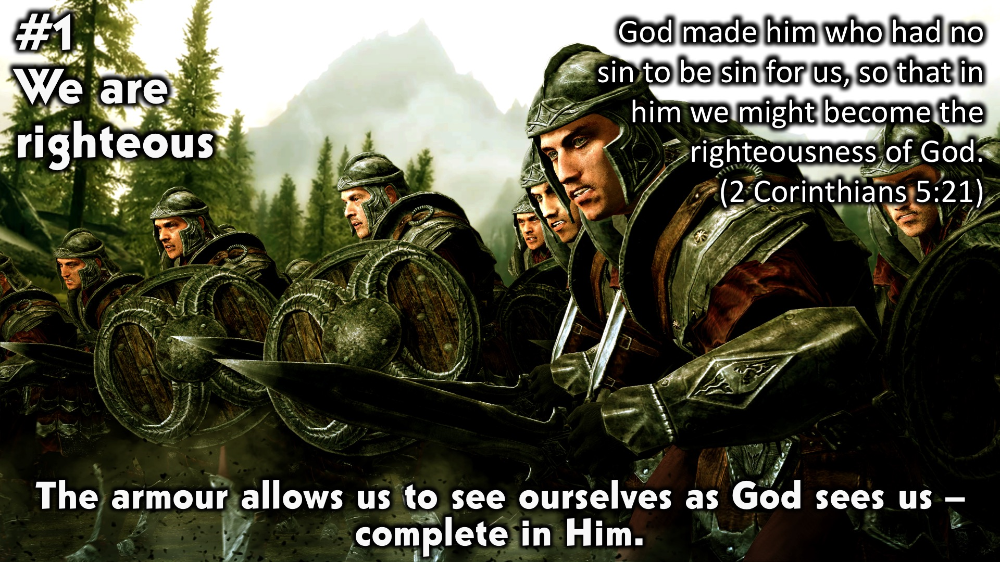 #1
We are
righteous
God made him who had no
sin to be sin for us, so that in
him we might become the
righteousness of God.
(2 Corinthians 5:21)
The armour allows us to see ourselves as God sees us –
complete in Him.